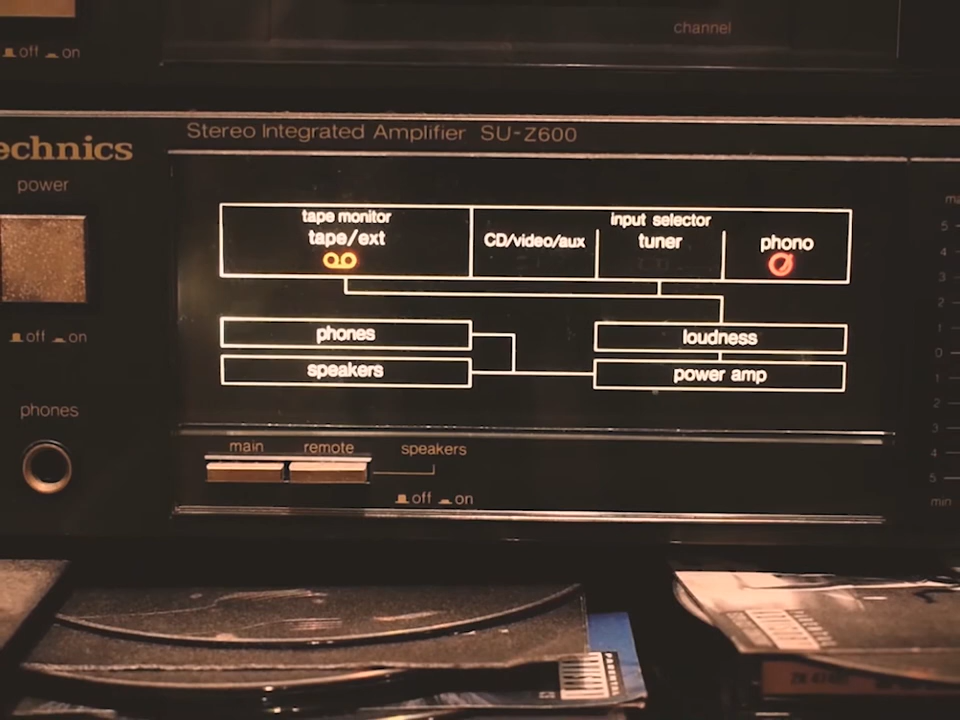 off on
channel
echnics
Stereo Integrated Amplifier SU-Z600
power
tape monitor
tape/ext
input selector
CD/video/aux
tuner
phono
off on
phones
loudness
speakers
power amp
phones
main
remote
speakers
off on
5
4
3
2
1
0
1
2
3
4
5
min